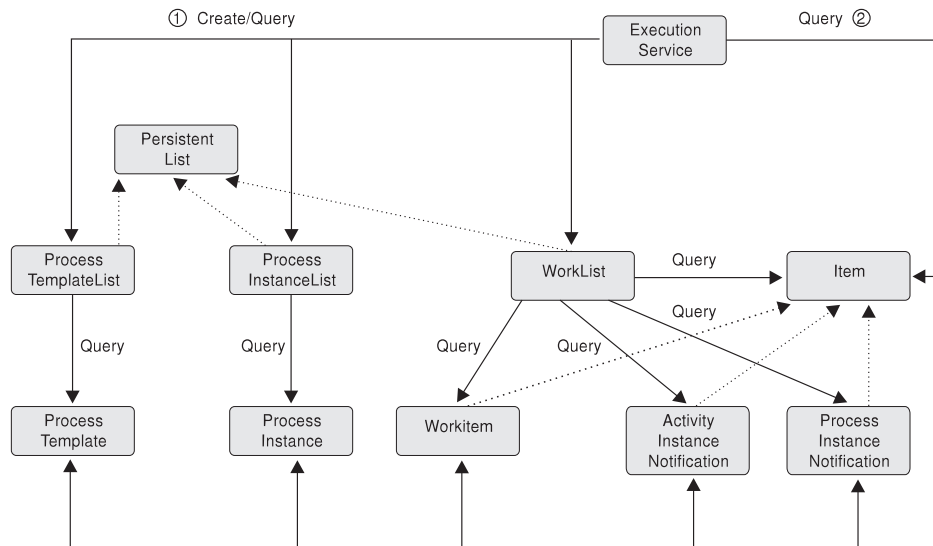 ① Create/Query
Query ②
Execution
Service
Persistent
List
Process
TemplateList
Process
InstanceList
WorkList
Query
Item
Query
Query
Query
Query
Query
Process
Template
Process
Instance
Workitem
Activity
Instance
Notification
Process
Instance
Notification